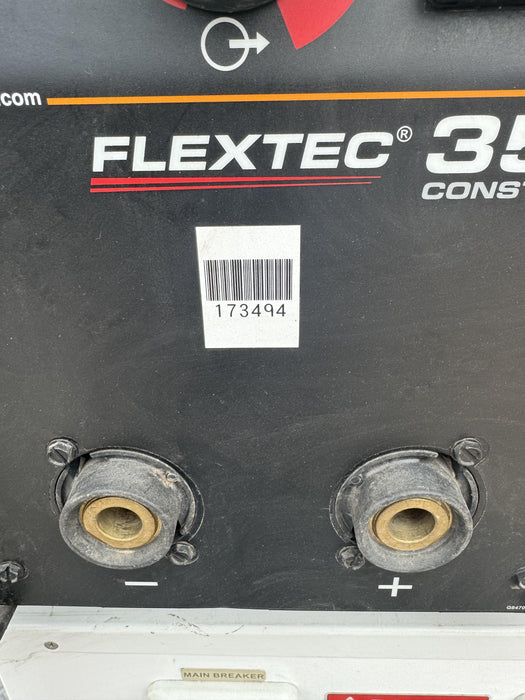 .com
FLEXTEC® 35
CONST
173494
− +
MAIN BREAKER